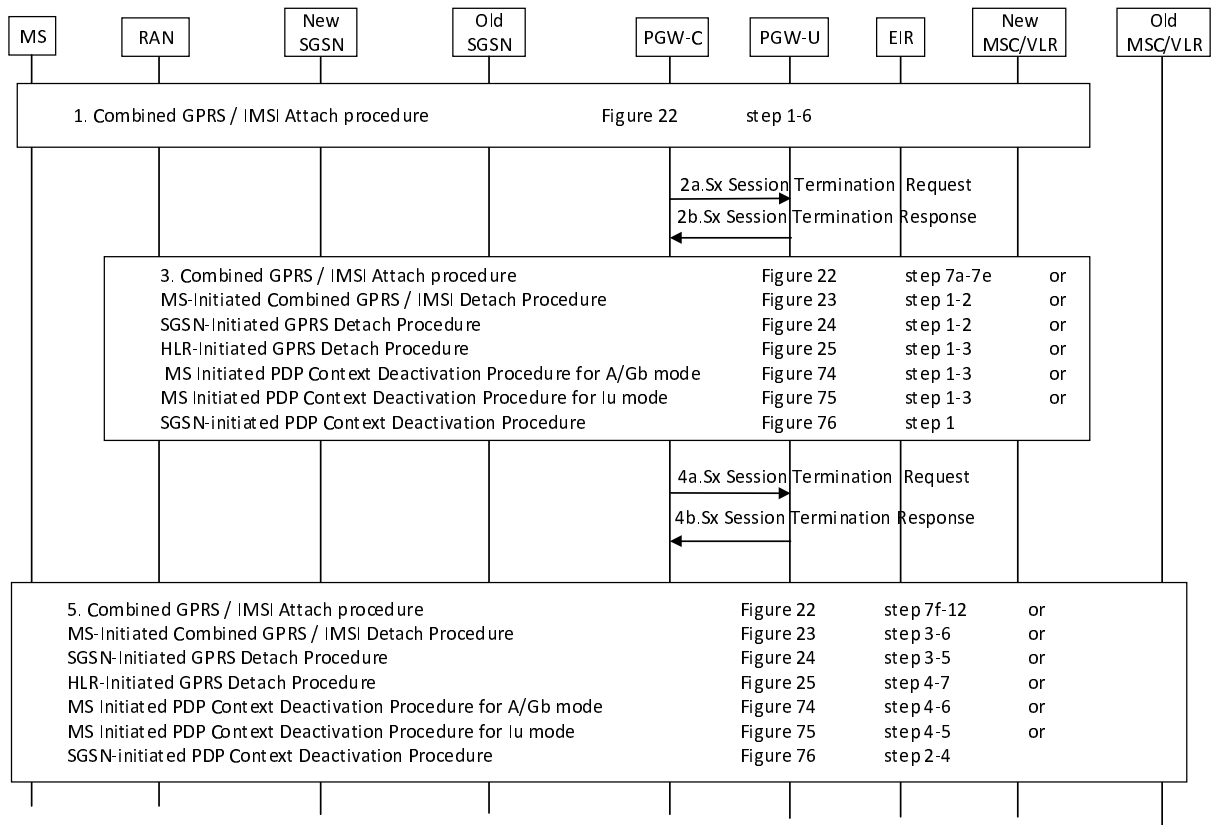 MS
RAN
New
SGSN
Old
SGSN
PGW-C
PGW-U
EIR
New
MSC/VLR
Old
MSC/VLR
1. Combined GPRS / IMSI Attach procedure Figure 22 step 1-6
2a.Sx Session Termination Request
2b.Sx Session Termination Response
3. Combined GPRS / IMSI Attach procedure Figure 22 step 7a-7e or
MS-Initiated Combined GPRS / IMSI Detach Procedure Figure 23 step 1-2 or
SGSN-Initiated GPRS Detach Procedure Figure 24 step 1-2 or
HLR-Initiated GPRS Detach Procedure Figure 25 step 1-3 or
MS Initiated PDP Context Deactivation Procedure for A/Gb mode Figure 74 step 1-3 or
MS Initiated PDP Context Deactivation Procedure for Iu mode Figure 75 step 1-3 or
SGSN-initiated PDP Context Deactivation Procedure Figure 76 step 1
4a.Sx Session Termination Request
4b.Sx Session Termination Response
5. Combined GPRS / IMSI Attach procedure Figure 22 step 7f-12 or
MS-Initiated Combined GPRS / IMSI Detach Procedure Figure 23 step 3-6 or
SGSN-Initiated GPRS Detach Procedure Figure 24 step 3-5 or
HLR-Initiated GPRS Detach Procedure Figure 25 step 4-7 or
MS Initiated PDP Context Deactivation Procedure for A/Gb mode Figure 74 step 4-6 or
MS Initiated PDP Context Deactivation Procedure for Iu mode Figure 75 step 4-5 or
SGSN-initiated PDP Context Deactivation Procedure Figure 76 step 2-4